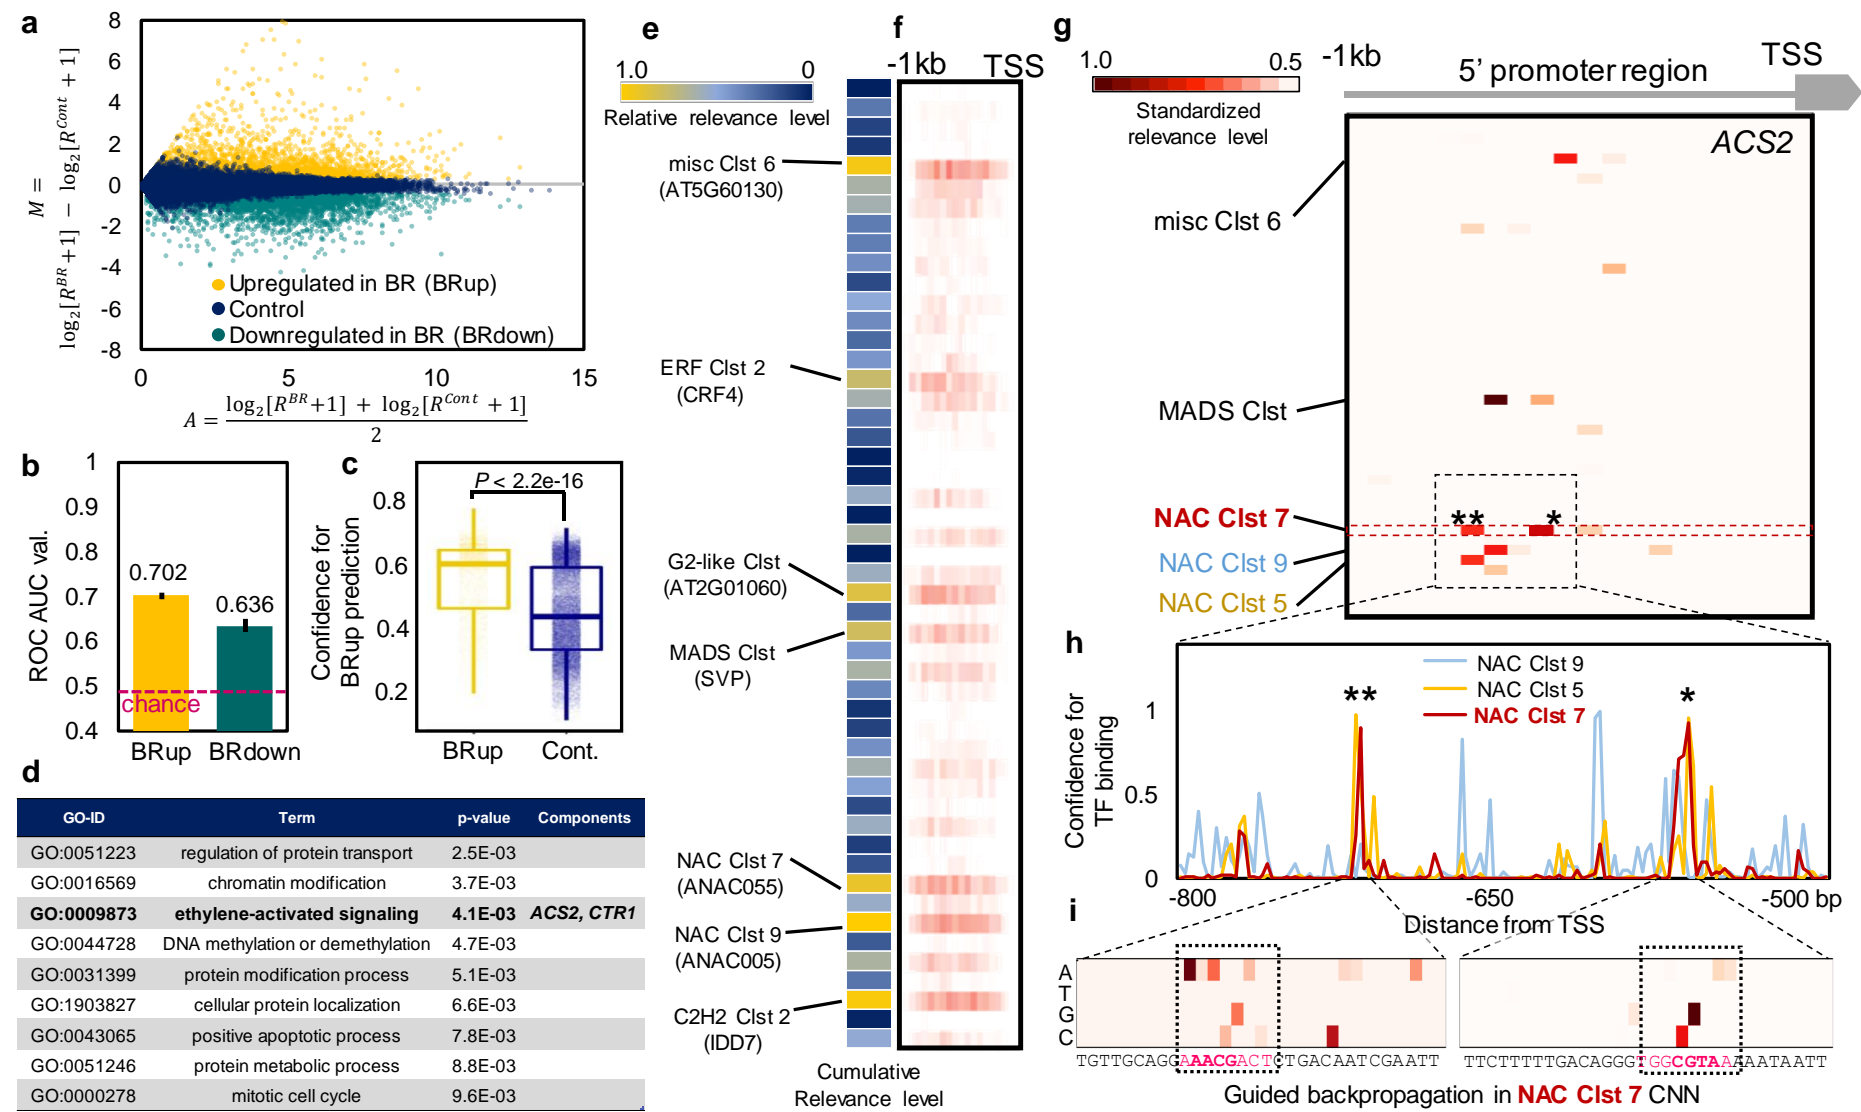 a
8
6
4
2
0
-2
-4
-6
-8
M =
log₂[Rᴮᴿ+1] − log₂[Rᶜᵒⁿᵗ + 1]
Upregulated in BR (BRup)
Control
Downregulated in BR (BRdown)
0 5 10 15
A = log₂[Rᴮᴿ+1] + log₂[Rᶜᵒⁿᵗ + 1]
2
b
ROC AUC val.
1
0.9
0.8
0.7
0.6
0.5
0.4
0.702
0.636
chance
BRup BRdown
c
Confidence for
BRup prediction
0.8
0.6
0.4
0.2
P < 2.2e-16
BRup Cont.
d
GO-ID Term p-value Components
GO:0051223 regulation of protein transport 2.5E-03
GO:0016569 chromatin modification 3.7E-03
GO:0009873 ethylene-activated signaling 4.1E-03 ACS2, CTR1
GO:0044728 DNA methylation or demethylation 4.7E-03
GO:0031399 protein modification process 5.1E-03
GO:1903827 cellular protein localization 6.6E-03
GO:0043065 positive apoptotic process 7.8E-03
GO:0051246 protein metabolic process 8.8E-03
GO:0000278 mitotic cell cycle 9.6E-03
e
1.0 0
Relative relevance level
misc Clst 6
(AT5G60130)
ERF Clst 2
(CRF4)
G2-like Clst
(AT2G01060)
MADS Clst
(SVP)
NAC Clst 7
(ANAC055)
NAC Clst 9
(ANAC005)
C2H2 Clst 2
(IDD7)
Cumulative
Relevance level
f
-1kb TSS
g
1.0 0.5
Standardized
relevance level
-1kb
5' promoter region
TSS
ACS2
misc Clst 6
MADS Clst
NAC Clst 7
NAC Clst 9
NAC Clst 5
** *
h
Confidence for
TF binding
1
0.5
0
NAC Clst 9
NAC Clst 5
NAC Clst 7
** *
-800 -650 -500 bp
Distance from TSS
i
A
T
G
C
TGTTGCAGGAAACGACTCTGACAATCGAATT
TTCTTTTTGACAGGGTGGCGTAAAAATAATT
Guided backpropagation in NAC Clst 7 CNN